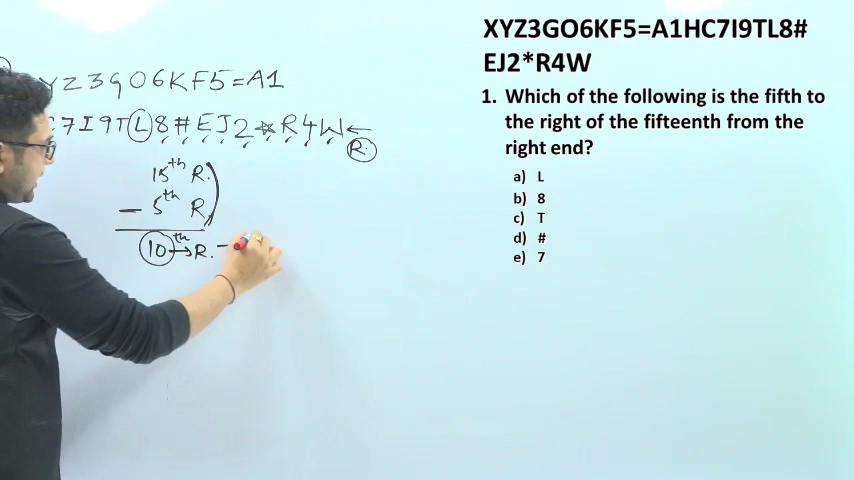 YZ3GO6KF5=A1
7I9TL8#EJ2*R4W←
R.
15th R.
– 5th R.
10th→R. –
XYZ3GO6KF5=A1HC7I9TL8#
EJ2*R4W
1. Which of the following is the fifth to
the right of the fifteenth from the
right end?
a) L
b) 8
c) T
d) #
e) 7